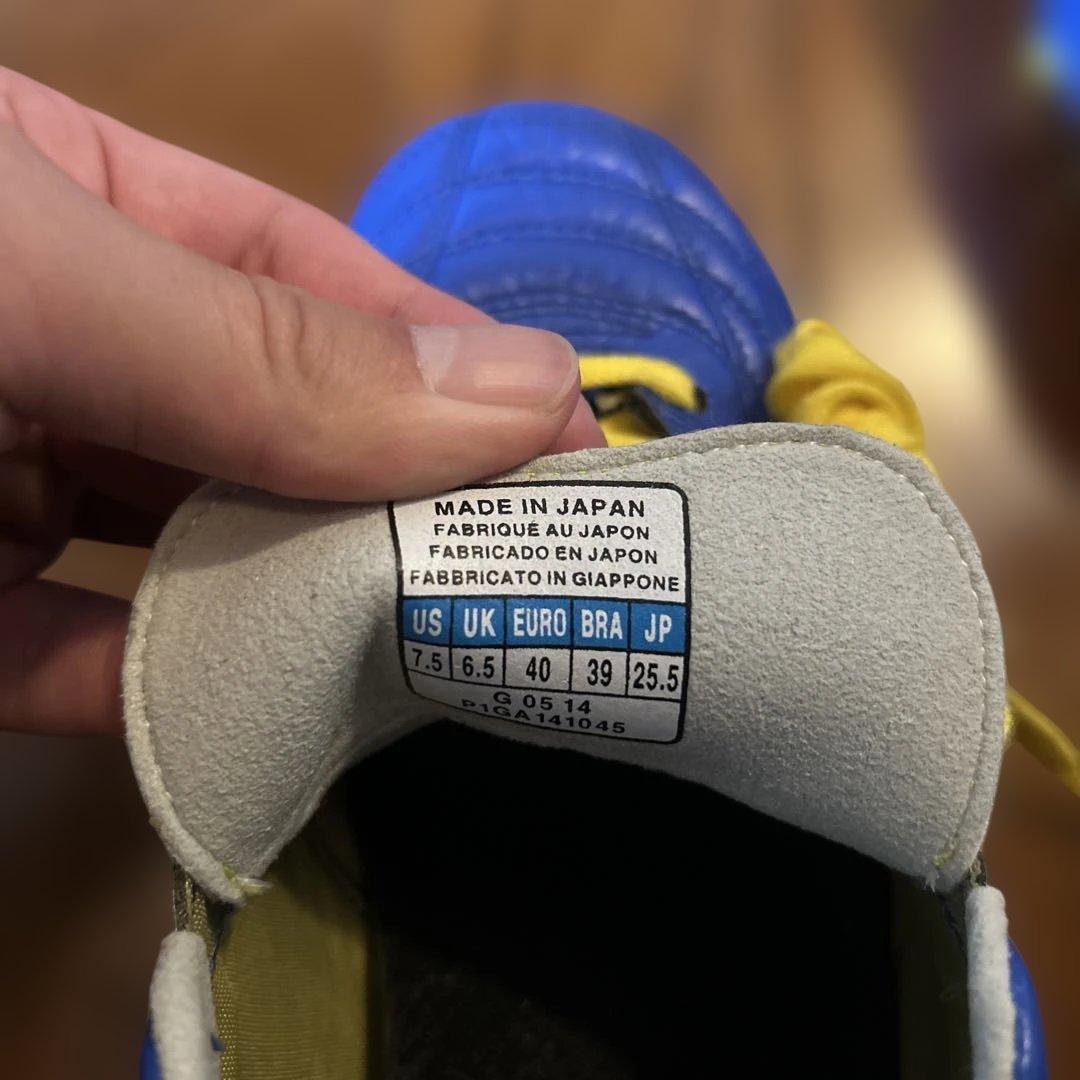 MADE IN JAPAN
FABRIQUÉ AU JAPON
FABRICADO EN JAPON
FABBRICATO IN GIAPPONE
US UK EURO BRA JP
7.5 6.5 40 39 25.5
G 05 14
P1GA141045